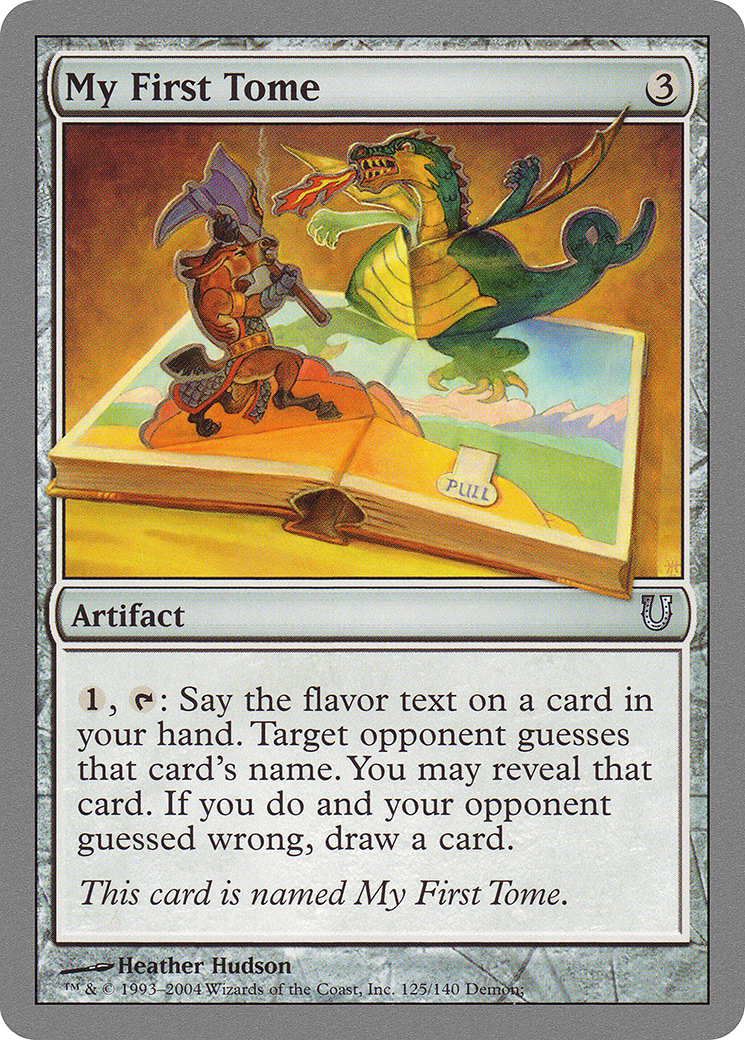 My First Tome 3
PULL
Artifact
1, T: Say the flavor text on a card in
your hand. Target opponent guesses
that card's name. You may reveal that
card. If you do and your opponent
guessed wrong, draw a card.
This card is named My First Tome.
Heather Hudson
™ & © 1993–2004 Wizards of the Coast, Inc. 125/140 Demon;